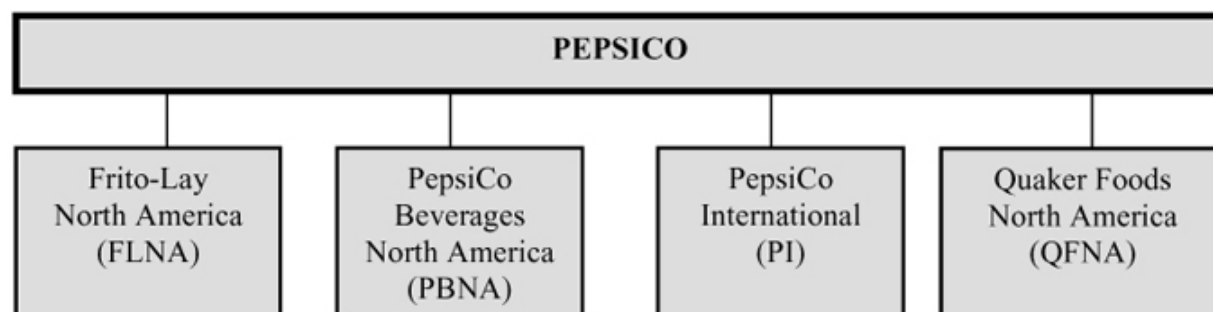 PEPSICO
Frito-Lay
North America
(FLNA)
PepsiCo
Beverages
North America
(PBNA)
PepsiCo
International
(PI)
Quaker Foods
North America
(QFNA)